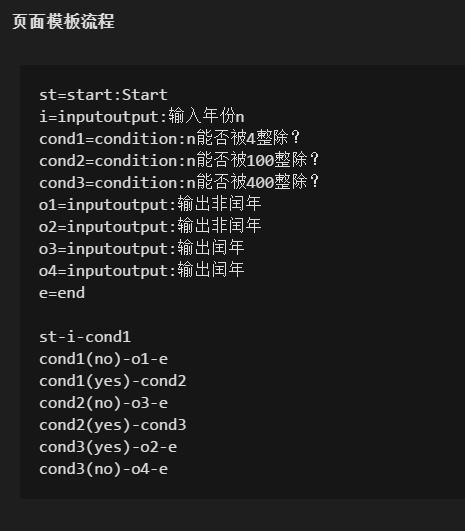 页面模板流程
st=start:Start
i=inputoutput:输入年份n
cond1=condition:n能否被4整除？
cond2=condition:n能否被100整除？
cond3=condition:n能否被400整除？
o1=inputoutput:输出非闰年
o2=inputoutput:输出非闰年
o3=inputoutput:输出闰年
o4=inputoutput:输出闰年
e=end
st-i-cond1
cond1(no)-o1-e
cond1(yes)-cond2
cond2(no)-o3-e
cond2(yes)-cond3
cond3(yes)-o2-e
cond3(no)-o4-e